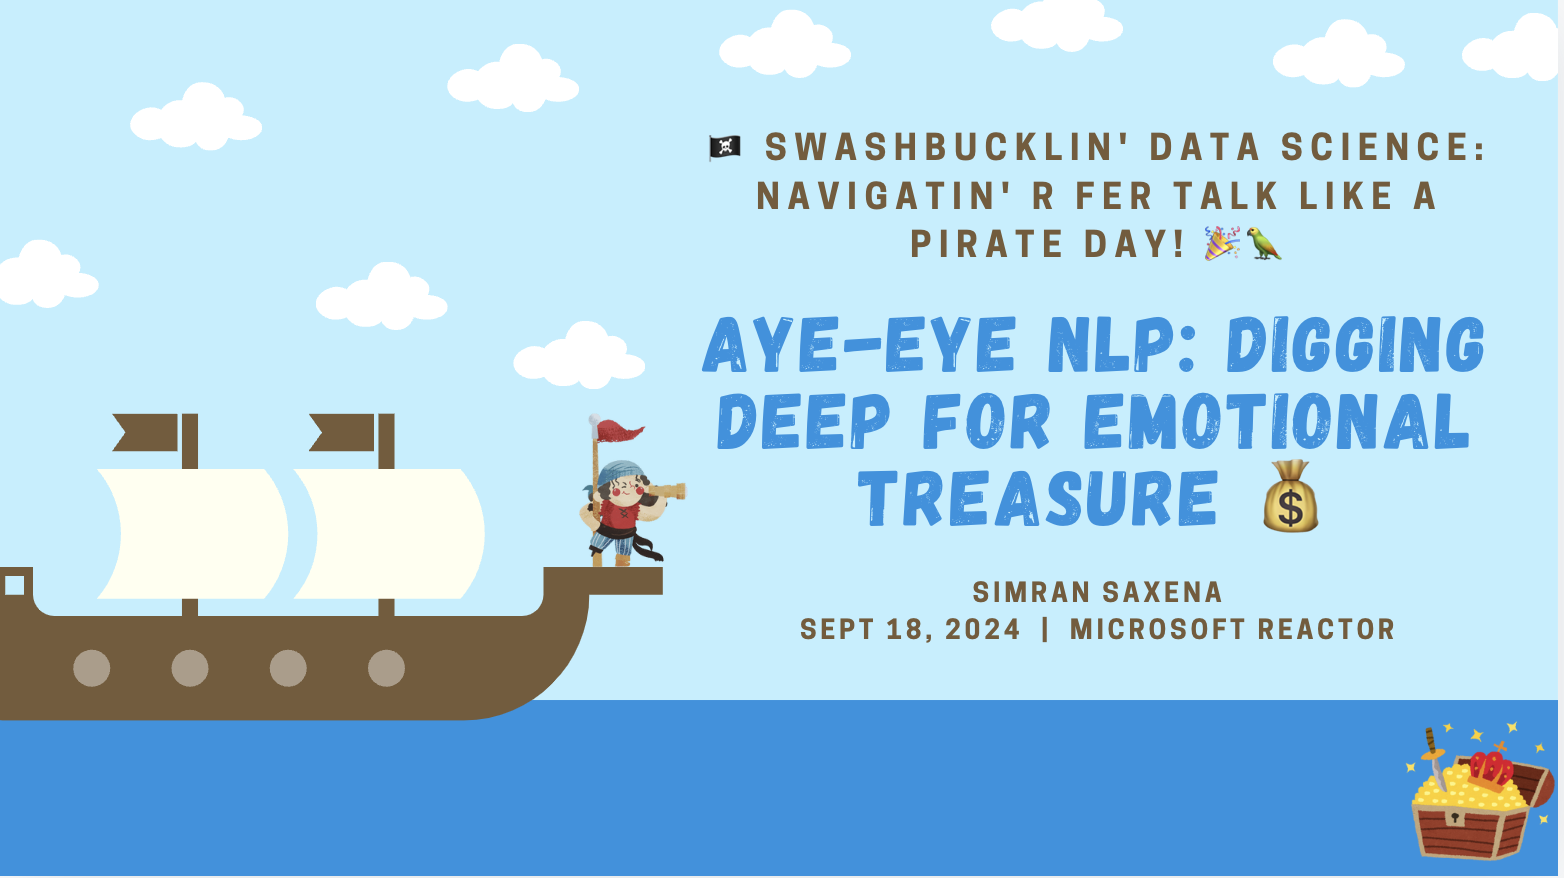 🏴‍☠️ SWASHBUCKLIN' DATA SCIENCE:
NAVIGATIN' R FER TALK LIKE A
PIRATE DAY! 🎉🦜
AYE-EYE NLP: DIGGING
DEEP FOR EMOTIONAL
TREASURE 💰
SIMRAN SAXENA
SEPT 18, 2024 | MICROSOFT REACTOR